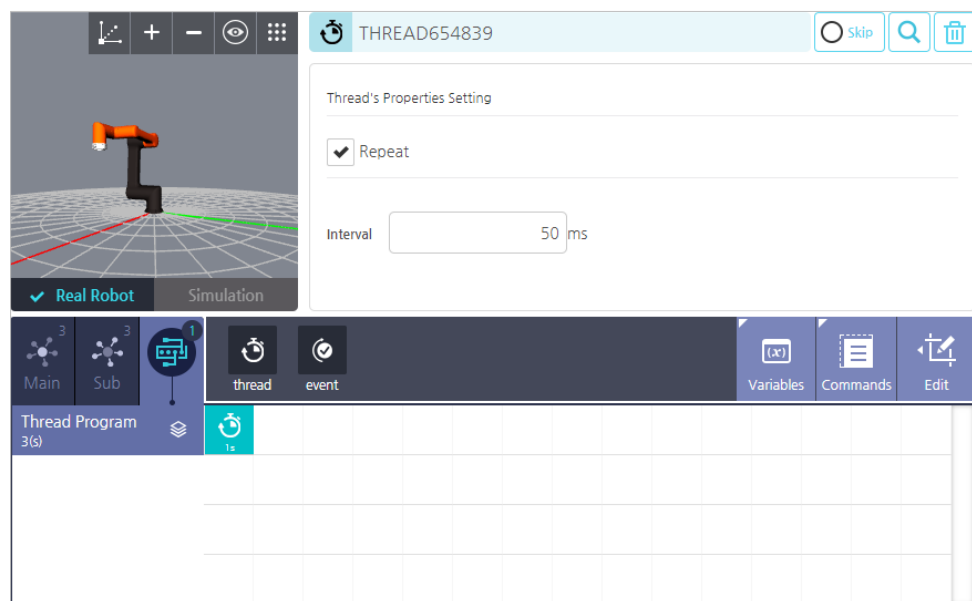 THREAD654839
Skip
Thread's Properties Setting
Repeat
Interval
50 ms
Real Robot
Simulation
3
3
1
Main
Sub
thread
event
(x)
Variables
Commands
Edit
Thread Program
3(s)
1s